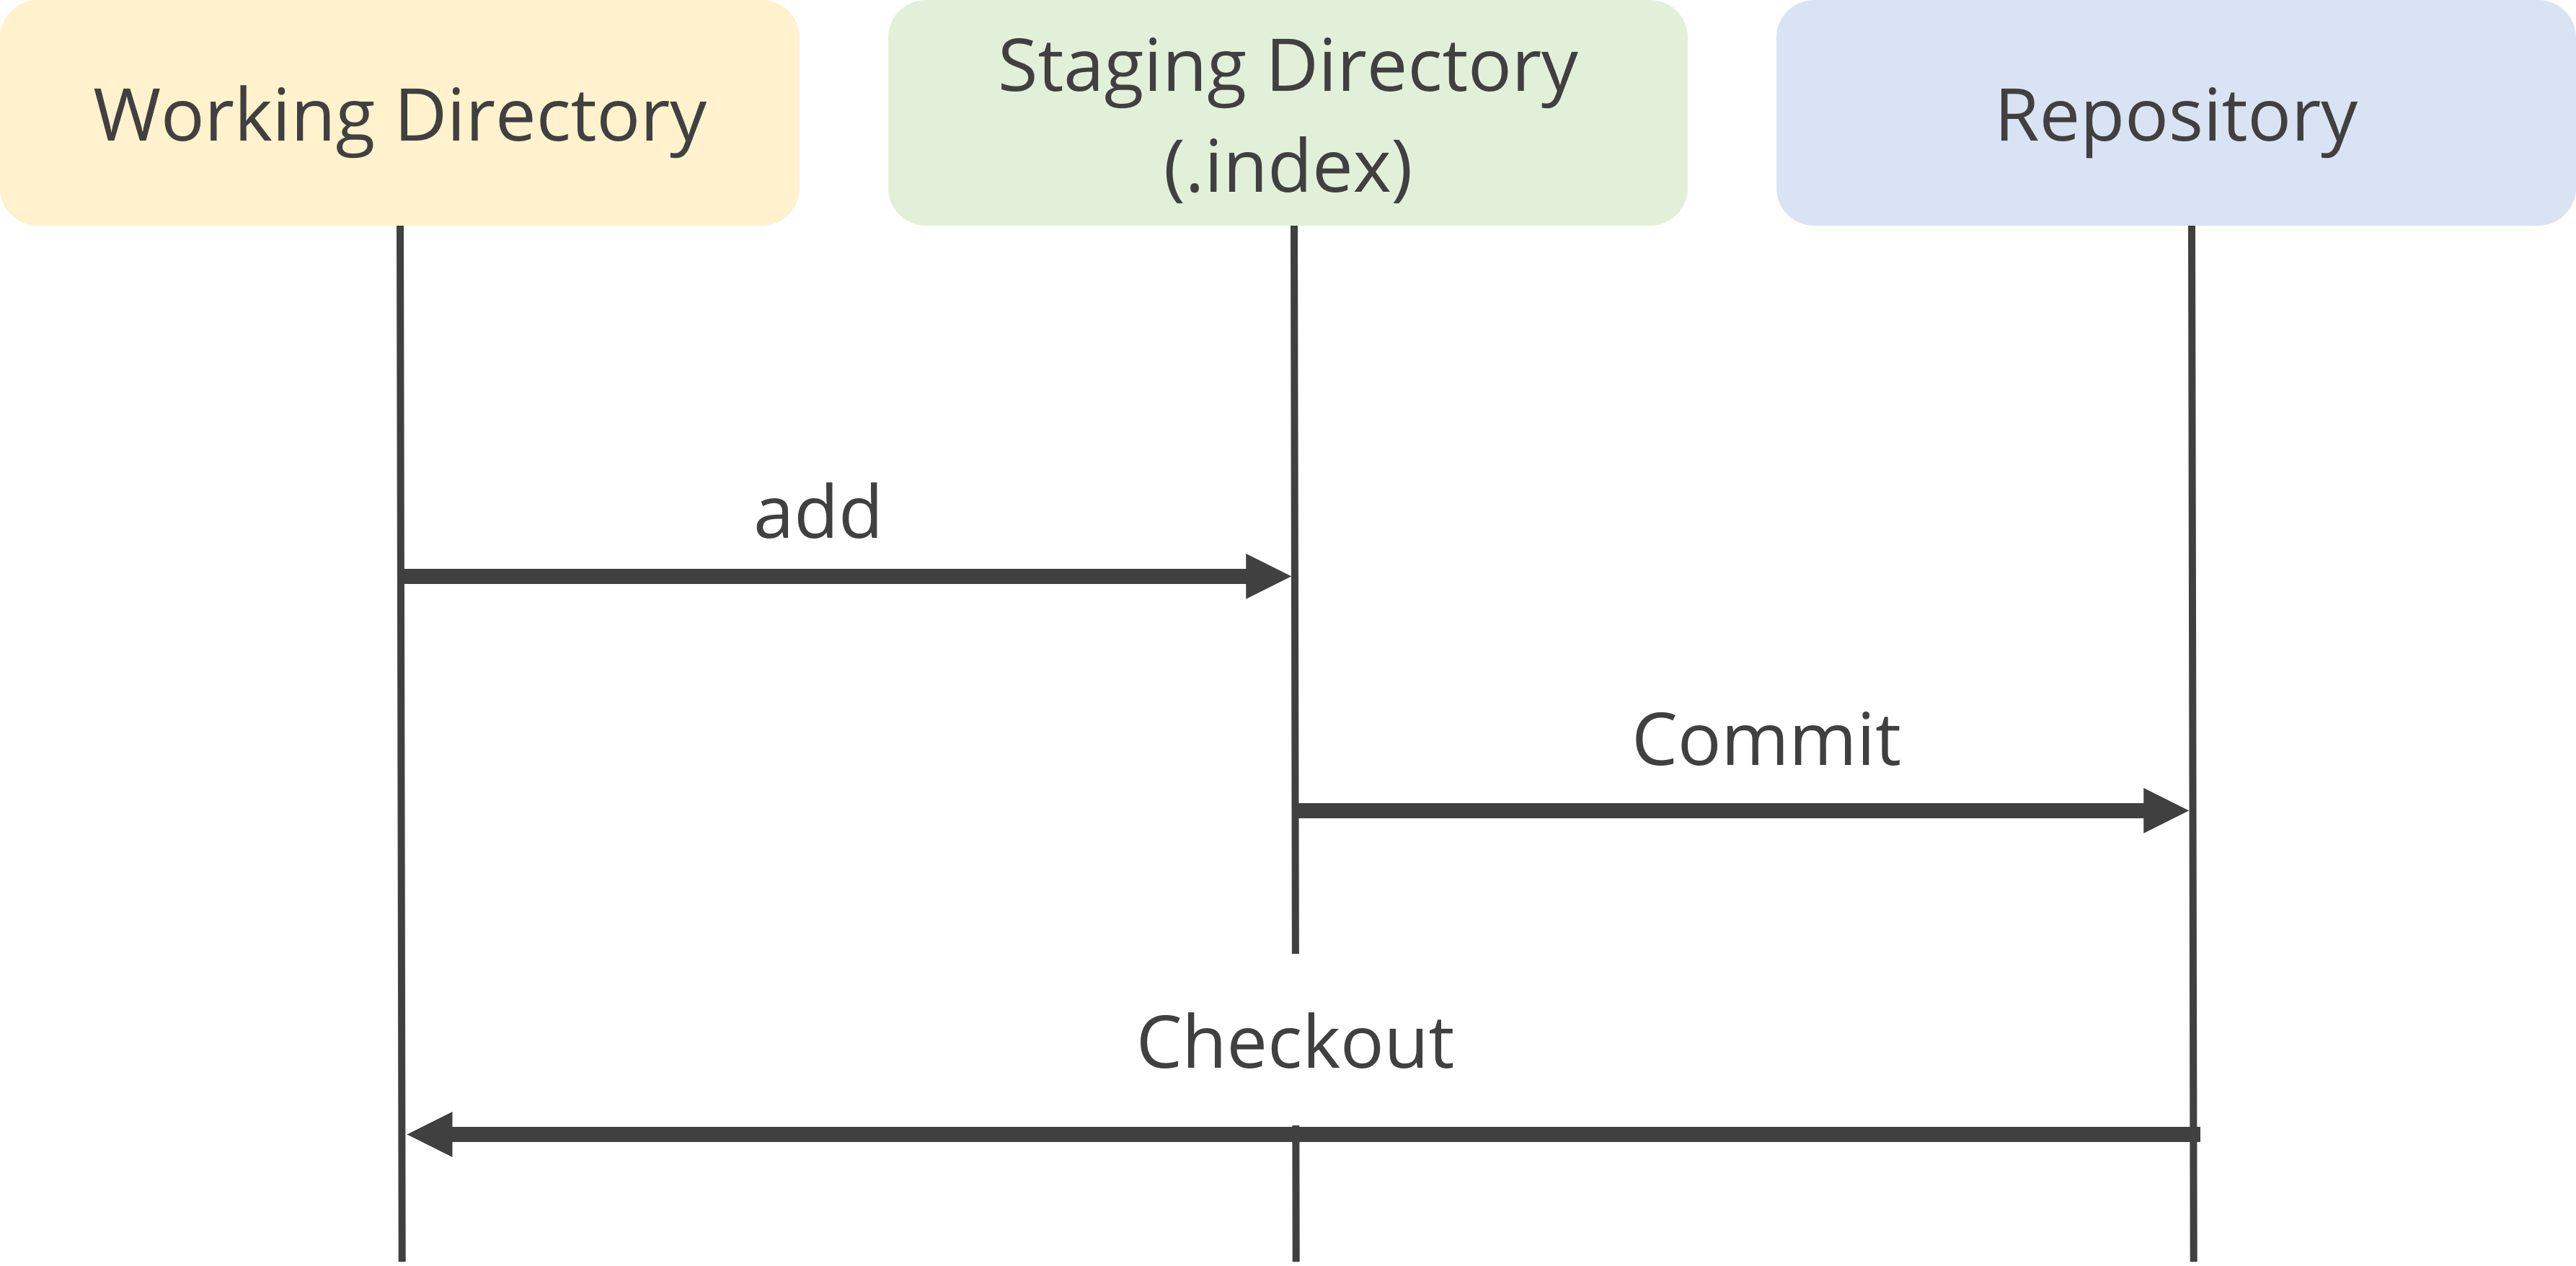 Working Directory
Staging Directory
(.index)
Repository
add
Commit
Checkout